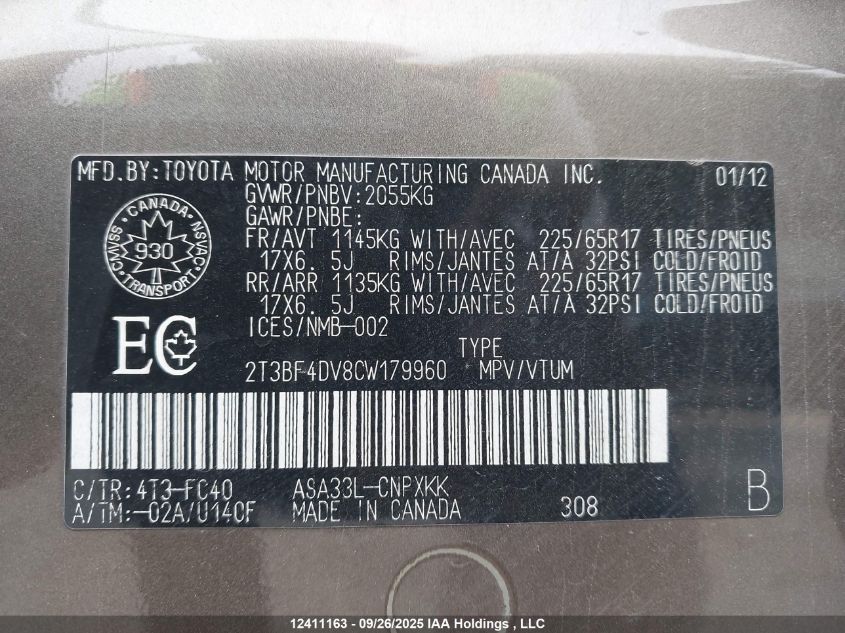 MFD.BY:TOYOTA MOTOR MANUFACTURING CANADA INC. 01/12
GVWR/PNBV:2055KG
GAWR/PNBE:
FR/AVT 1145KG WITH/AVEC 225/65R17 TIRES/PNEUS
17X6.5J RIMS/JANTES AT/A 32PSI COLD/FROID
RR/ARR 1135KG WITH/AVEC 225/65R17 TIRES/PNEUS
17X6.5J RIMS/JANTES AT/A 32PSI COLD/FROID
ICES/NMB-002
CANADA
CMVSS 930 NSVAC
TRANSPORT
EC
TYPE
2T3BF4DV8CW179960 MPV/VTUM
C/TR:4T3-FC40 ASA33L-CNPXKK
A/TM:-02A/U140F MADE IN CANADA 308 B
12411163 - 09/26/2025 IAA Holdings , LLC